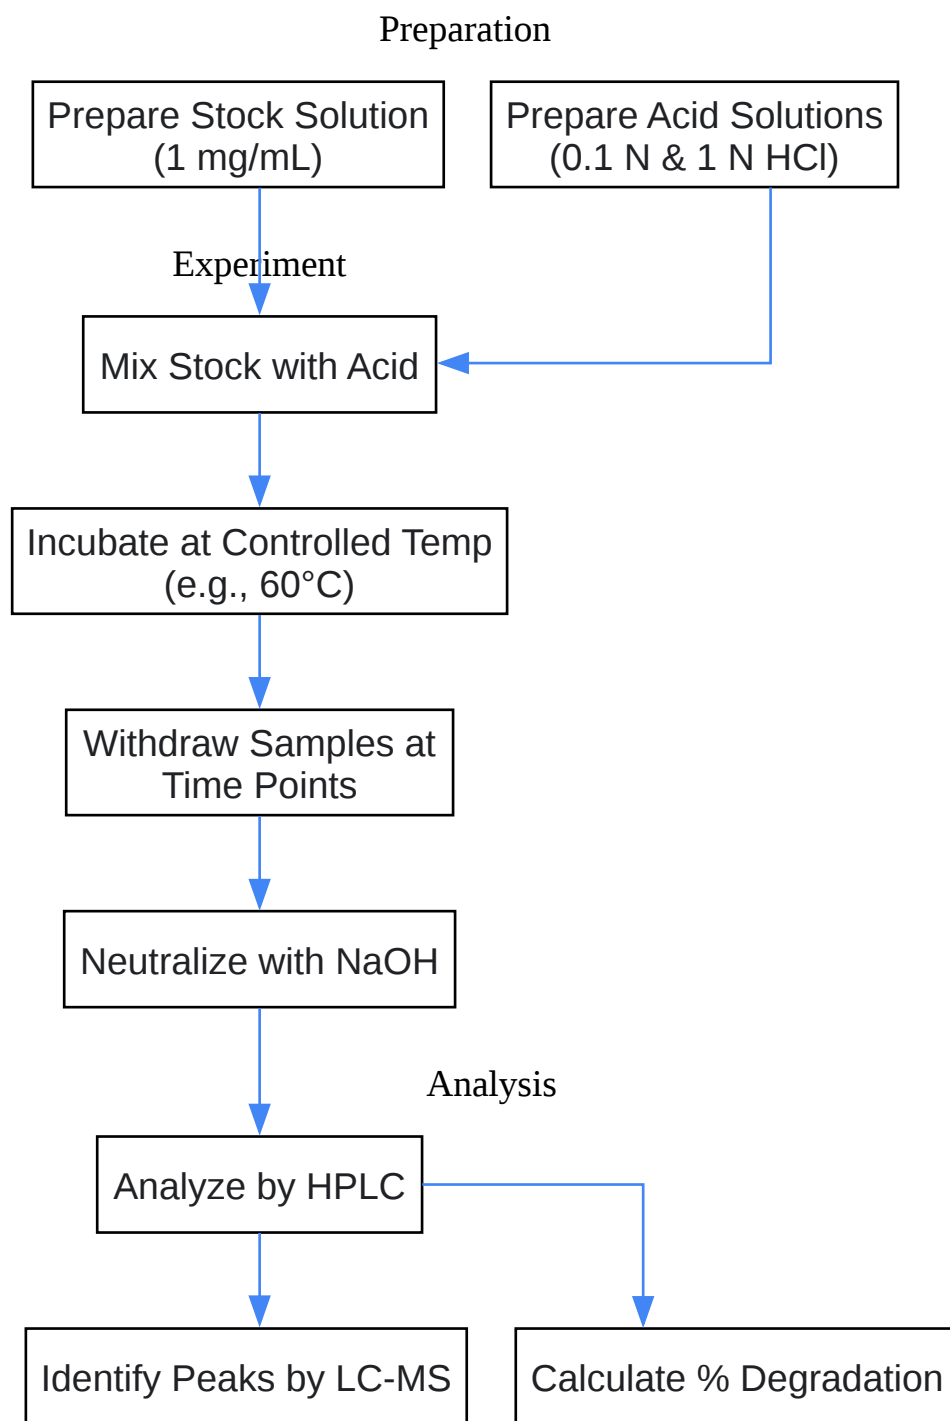 Preparation
Prepare Stock Solution
(1 mg/mL)
Prepare Acid Solutions
(0.1 N & 1 N HCl)
Experiment
Mix Stock with Acid
Incubate at Controlled Temp
(e.g., 60°C)
Withdraw Samples at
Time Points
Neutralize with NaOH
Analysis
Analyze by HPLC
Identify Peaks by LC-MS
Calculate % Degradation